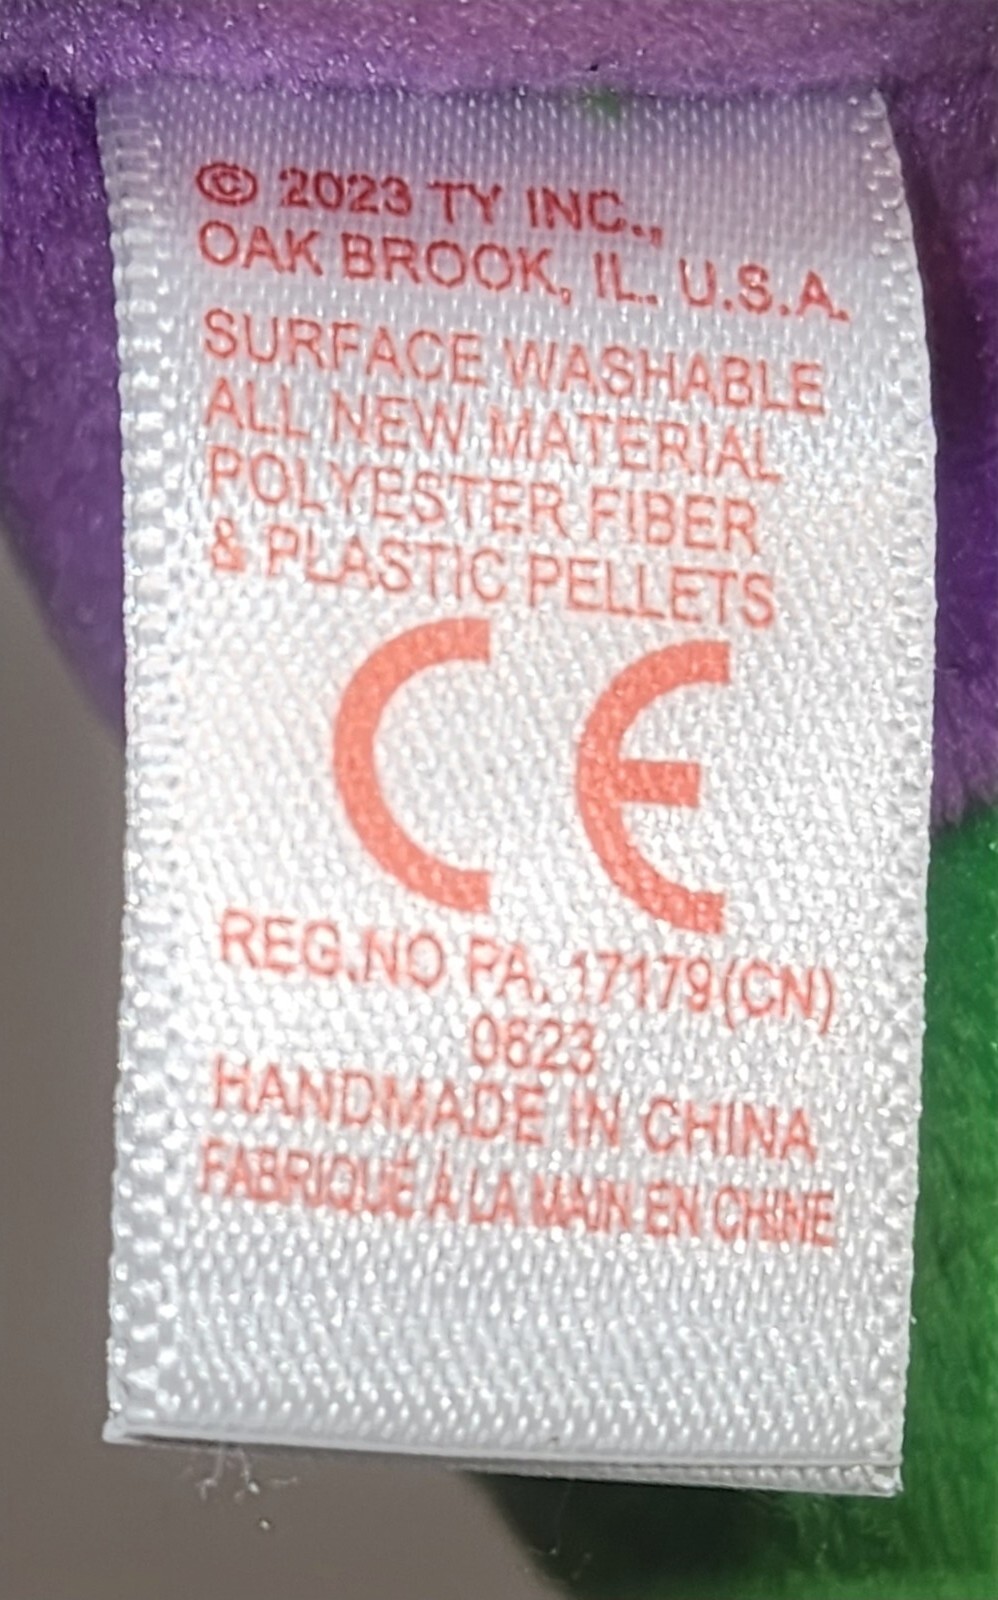 © 2023 TY INC.,
OAK BROOK, IL. U.S.A.
SURFACE WASHABLE
ALL NEW MATERIAL
POLYESTER FIBER
& PLASTIC PELLETS
CE
REG.NO PA. 17179(CN)
0623
HANDMADE IN CHINA
FABRIQUÉ À LA MAIN EN CHINE